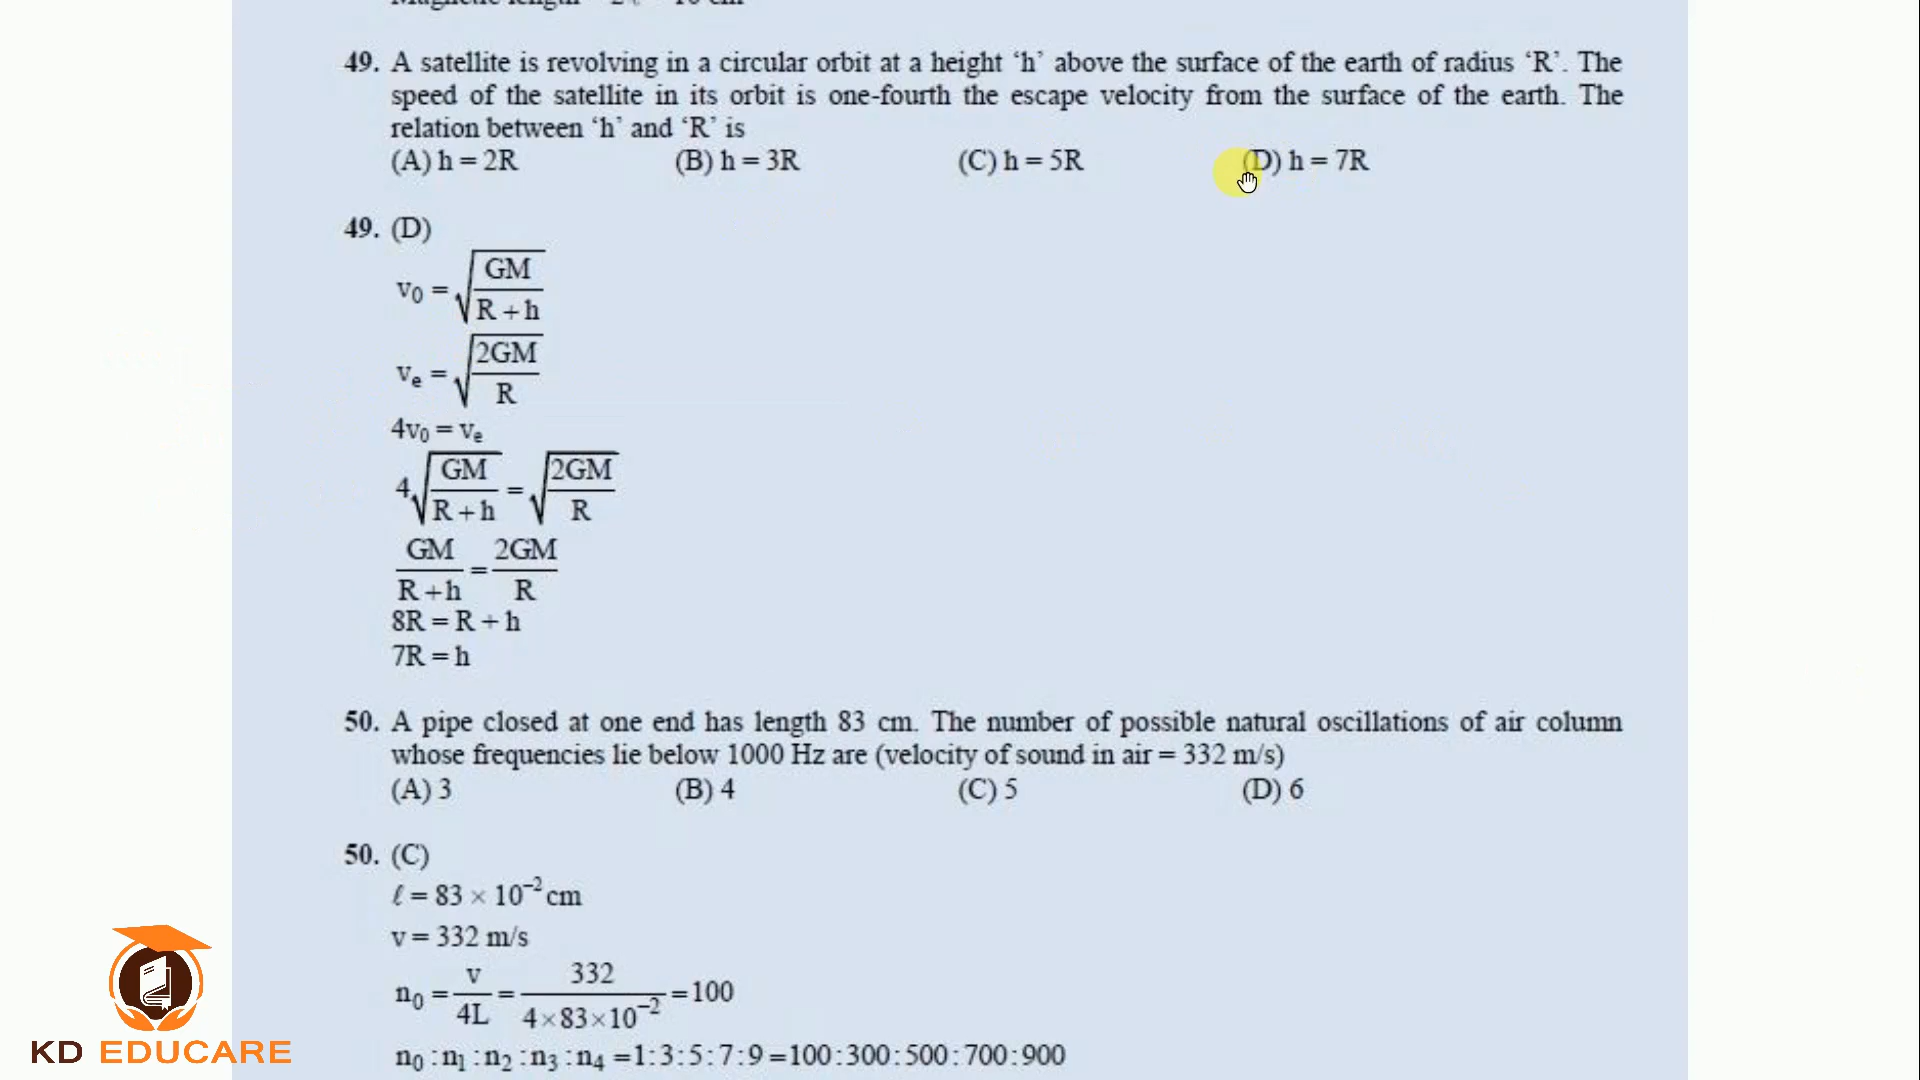 Magnetic length = 2ℓ = 10 cm
49. A satellite is revolving in a circular orbit at a height ‘h’ above the surface of the earth of radius ‘R’. The
speed of the satellite in its orbit is one-fourth the escape velocity from the surface of the earth. The
relation between ‘h’ and ‘R’ is
(A) h = 2R (B) h = 3R (C) h = 5R (D) h = 7R
49. (D)
v₀ = √(GM / R + h)
vₑ = √(2GM / R)
4v₀ = vₑ
4√(GM / R + h) = √(2GM / R)
GM / R + h = 2GM / R
8R = R + h
7R = h
50. A pipe closed at one end has length 83 cm. The number of possible natural oscillations of air column
whose frequencies lie below 1000 Hz are (velocity of sound in air = 332 m/s)
(A) 3 (B) 4 (C) 5 (D) 6
50. (C)
ℓ = 83 × 10⁻² cm
v = 332 m/s
n₀ = v / 4L = 332 / 4×83×10⁻² = 100
n₀ : n₁ : n₂ : n₃ : n₄ = 1:3:5:7:9 = 100:300:500:700:900
KD EDUCARE